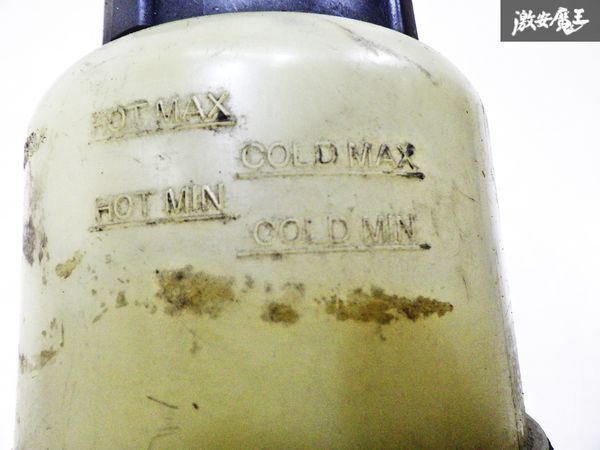 激安魔王
HOT MAX
COLD MAX
HOT MIN
COLD MIN